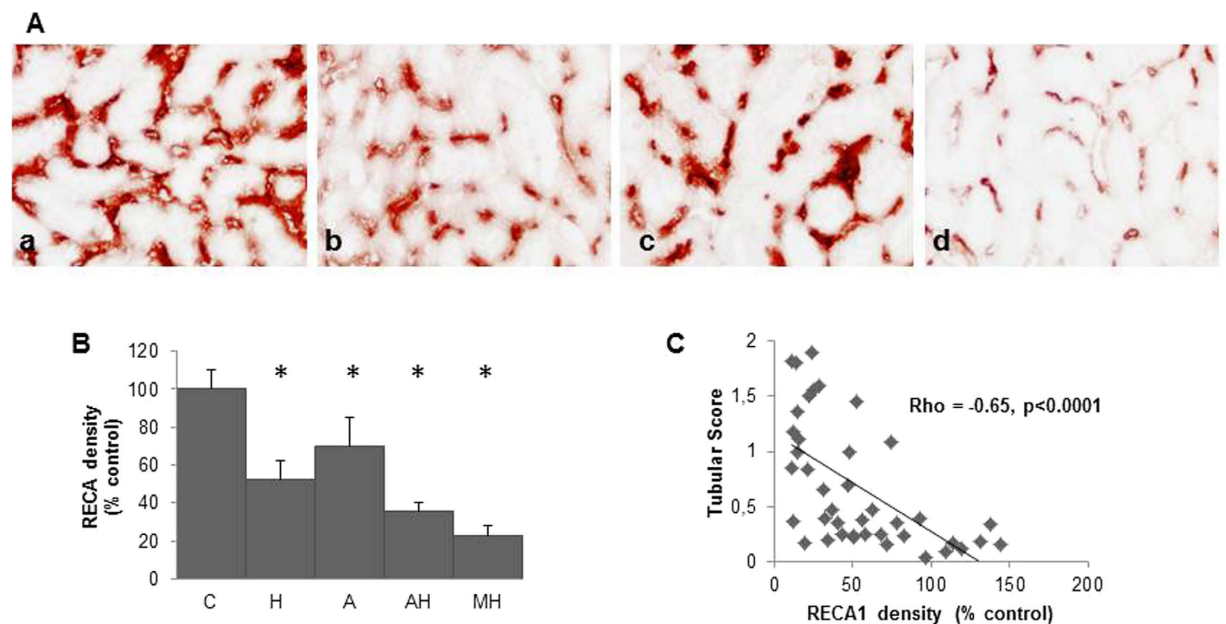 A
a
b
c
d
B
RECA density
(% control)
120
100
80
60
40
20
0
*
*
*
*
C
H
A
AH
MH
C
Tubular Score
2
1,5
1
0,5
0
Rho = -0.65, p<0.0001
0
50
100
150
200
RECA1 density (% control)